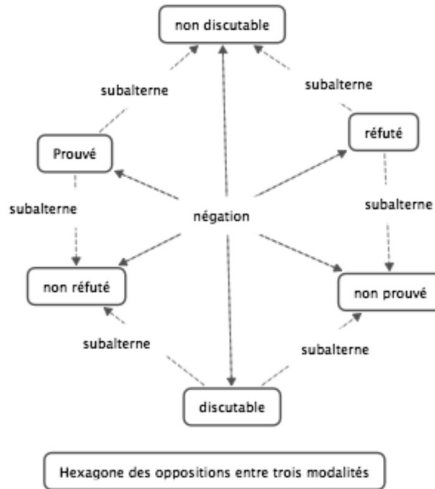 non discutable
subalterne
subalterne
Prouvé
réfuté
subalterne
subalterne
négation
non réfuté
non prouvé
subalterne
subalterne
discutable
Hexagone des oppositions entre trois modalités